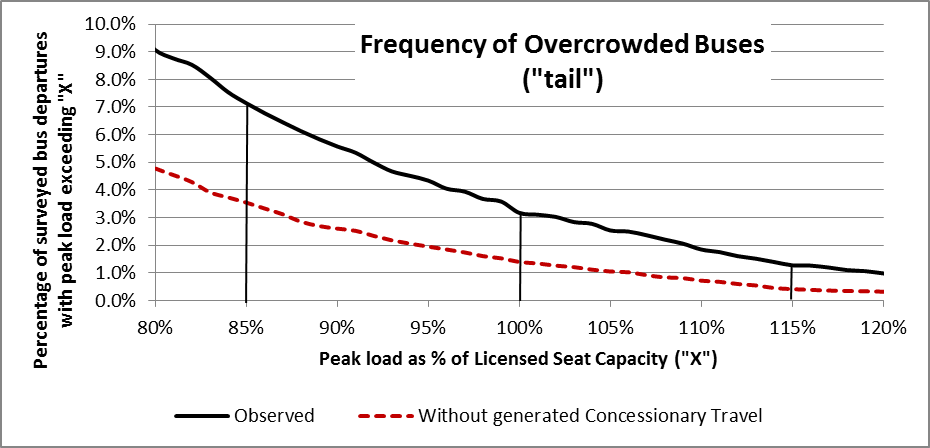 Frequency of Overcrowded Buses
("tail")
Percentage of surveyed bus departures
with peak load exceeding "X"
10.0%
9.0%
8.0%
7.0%
6.0%
5.0%
4.0%
3.0%
2.0%
1.0%
0.0%
80% 85% 90% 95% 100% 105% 110% 115% 120%
Peak load as % of Licensed Seat Capacity ("X")
Observed Without generated Concessionary Travel